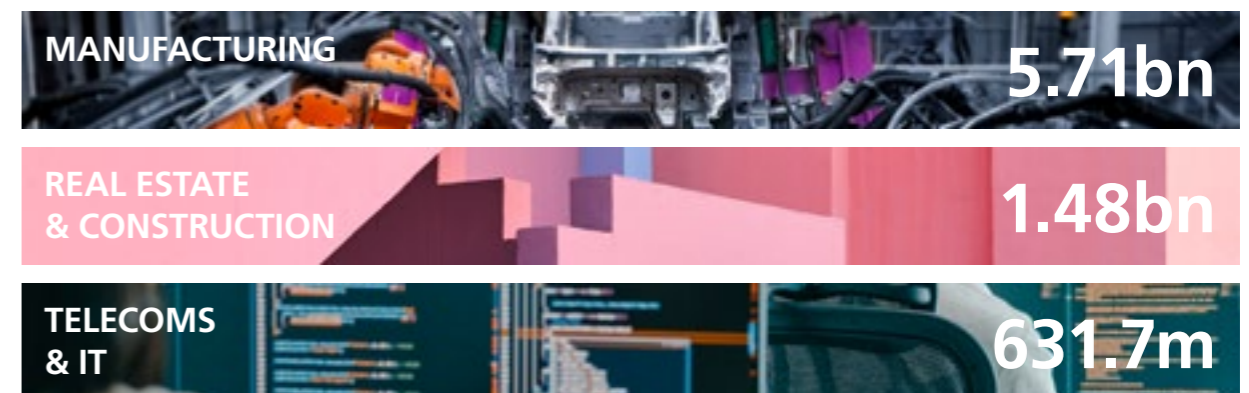 MANUFACTURING
5.71bn
REAL ESTATE
& CONSTRUCTION
1.48bn
TELECOMS
& IT
631.7m